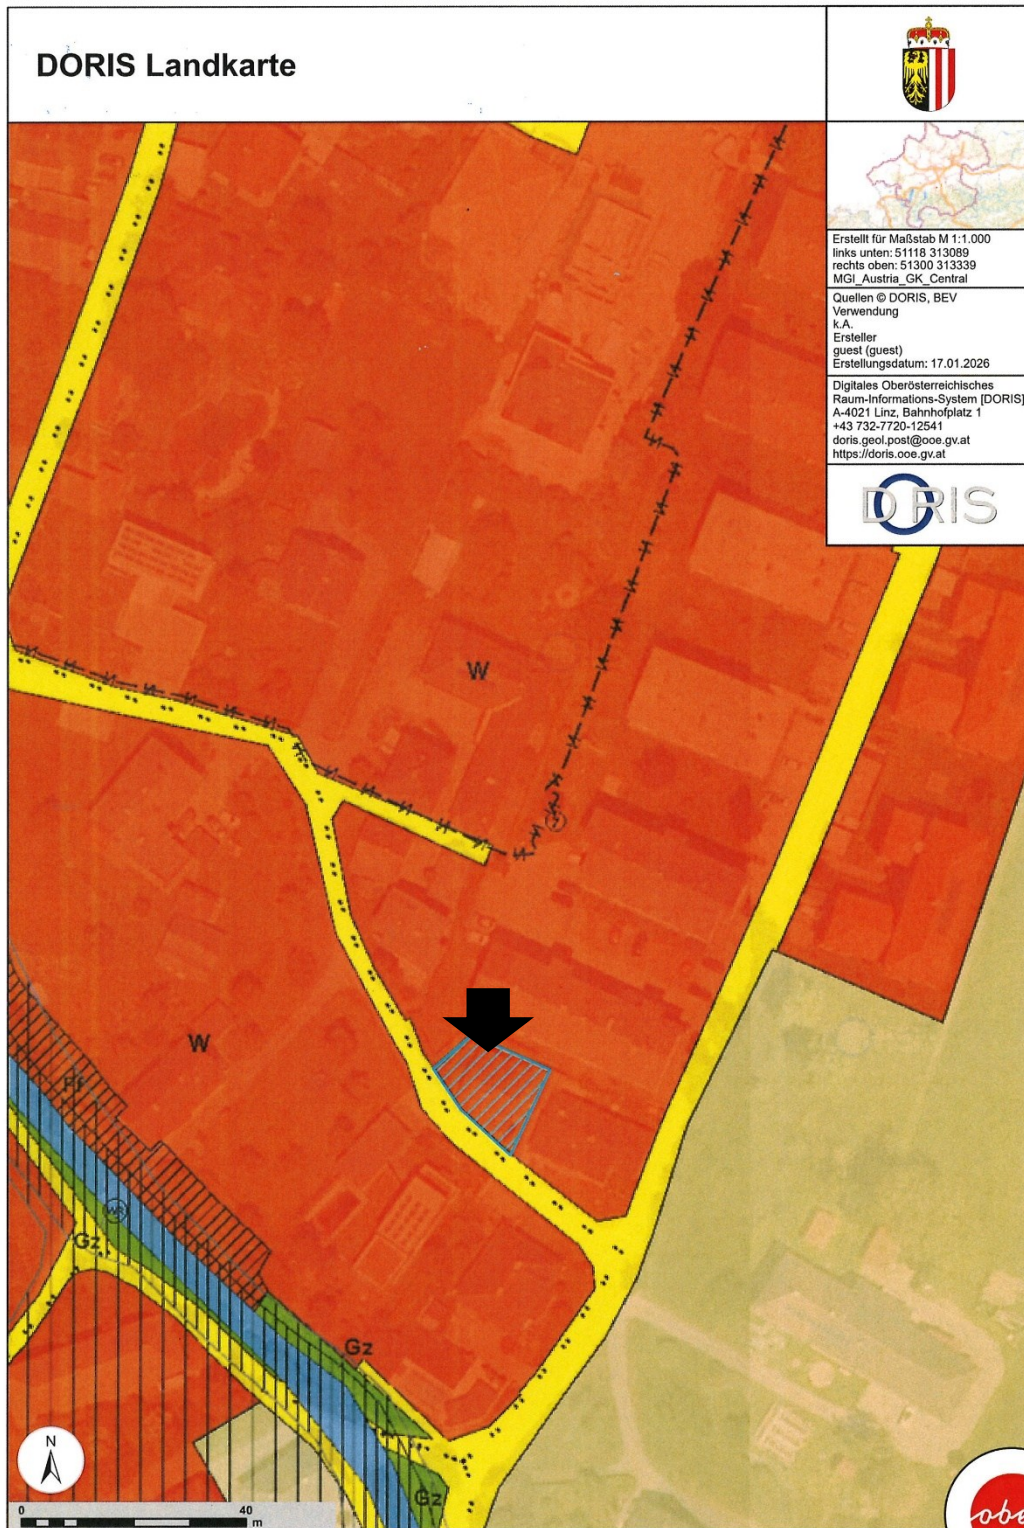 DORIS Landkarte
Erstellt für Maßstab M 1:1.000
links unten: 51118 313089
rechts oben: 51300 313339
MGI_Austria_GK_Central
Quellen © DORIS, BEV
Verwendung
k.A.
Ersteller
guest (guest)
Erstellungsdatum: 17.01.2026
Digitales Oberösterreichisches
Raum-Informations-System [DORIS]
A-4021 Linz, Bahnhofplatz 1
+43 732-7720-12541
doris.geol.post@ooe.gv.at
https://doris.ooe.gv.at
DORIS
W
W
Ff
WR
Gz
Gz
Gz
N
0 40
m